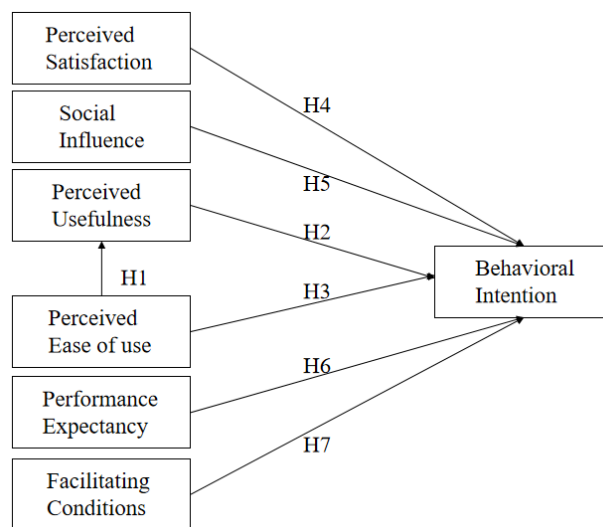 Perceived
Satisfaction
H4
Social
Influence
H5
Perceived
Usefulness
H2
Behavioral
Intention
H1
H3
Perceived
Ease of use
H6
Performance
Expectancy
H7
Facilitating
Conditions